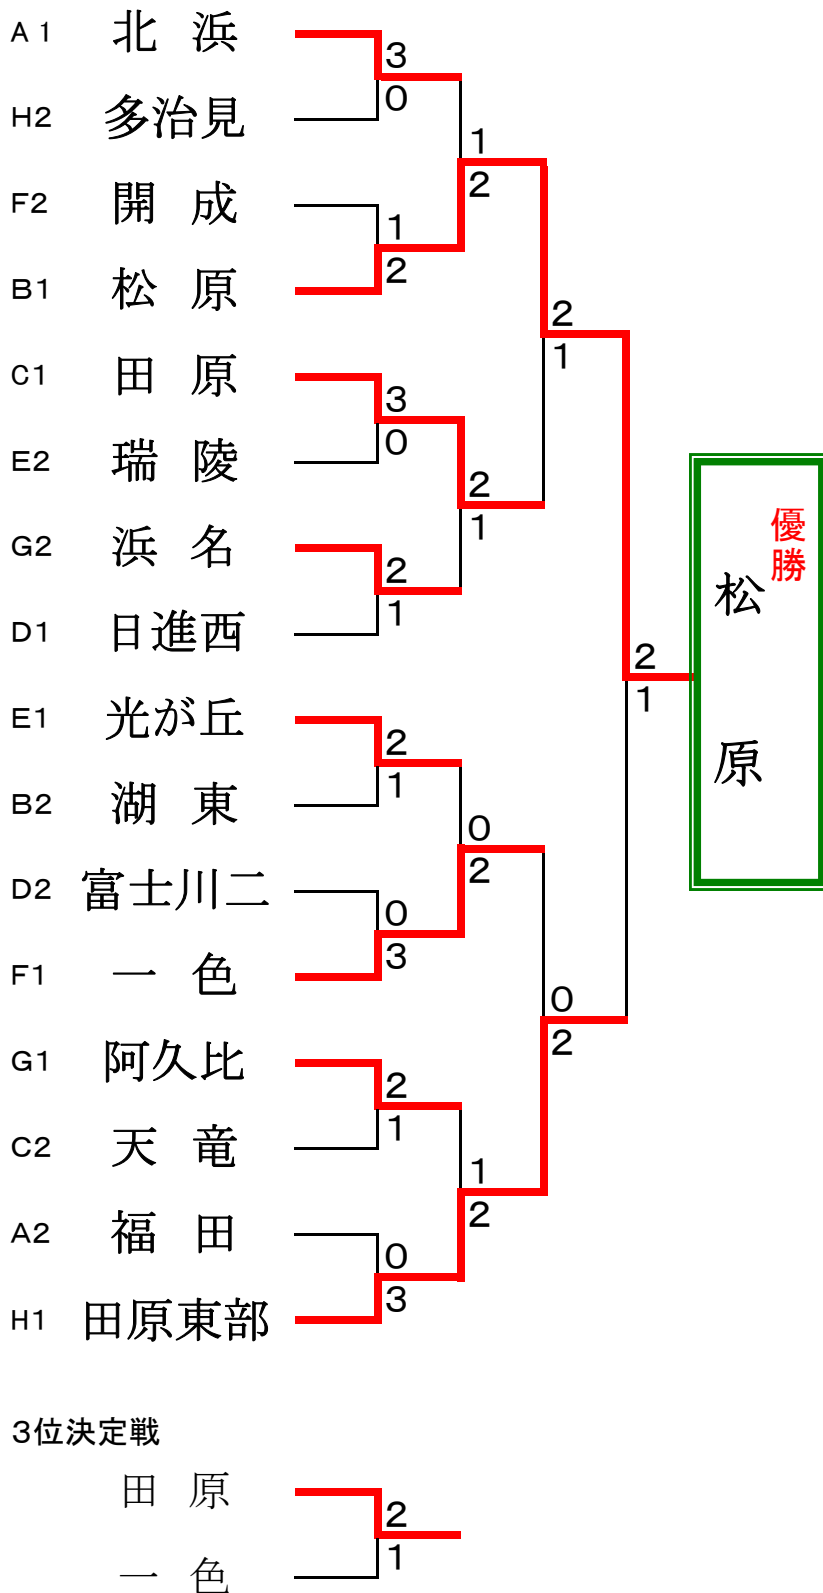 A1 北浜
3
0
H2 多治見
1
2
F2 開成
1
2
B1 松原
2
1
C1 田原
3
0
E2 瑞陵
2
1
G2 浜名
2
1
D1 日進西
優勝
松原
2
1
E1 光が丘
2
1
B2 湖東
0
2
D2 富士川二
0
3
F1 一色
0
2
G1 阿久比
2
1
C2 天竜
1
2
A2 福田
0
3
H1 田原東部
3位決定戦
田原
2
1
一色